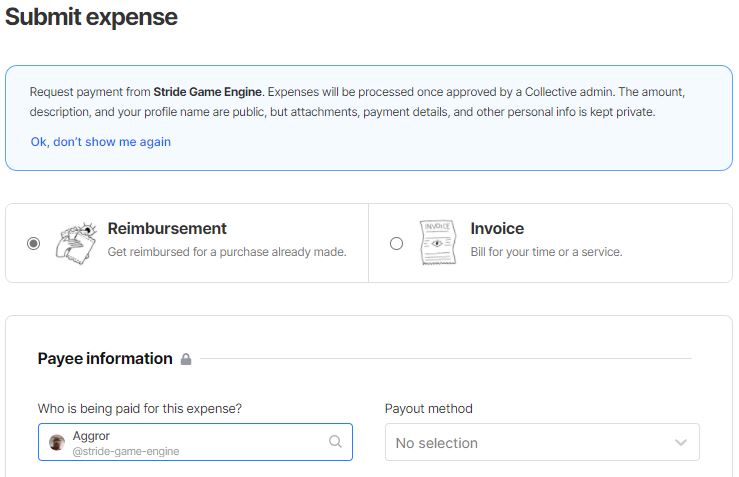 Submit expense
Request payment from Stride Game Engine. Expenses will be processed once approved by a Collective admin. The amount,
description, and your profile name are public, but attachments, payment details, and other personal info is kept private.
Ok, don't show me again
Reimbursement
Get reimbursed for a purchase already made.
INVOICE
Invoice
Bill for your time or a service.
Payee information
Who is being paid for this expense?
Payout method
Aggror
@stride-game-engine
No selection